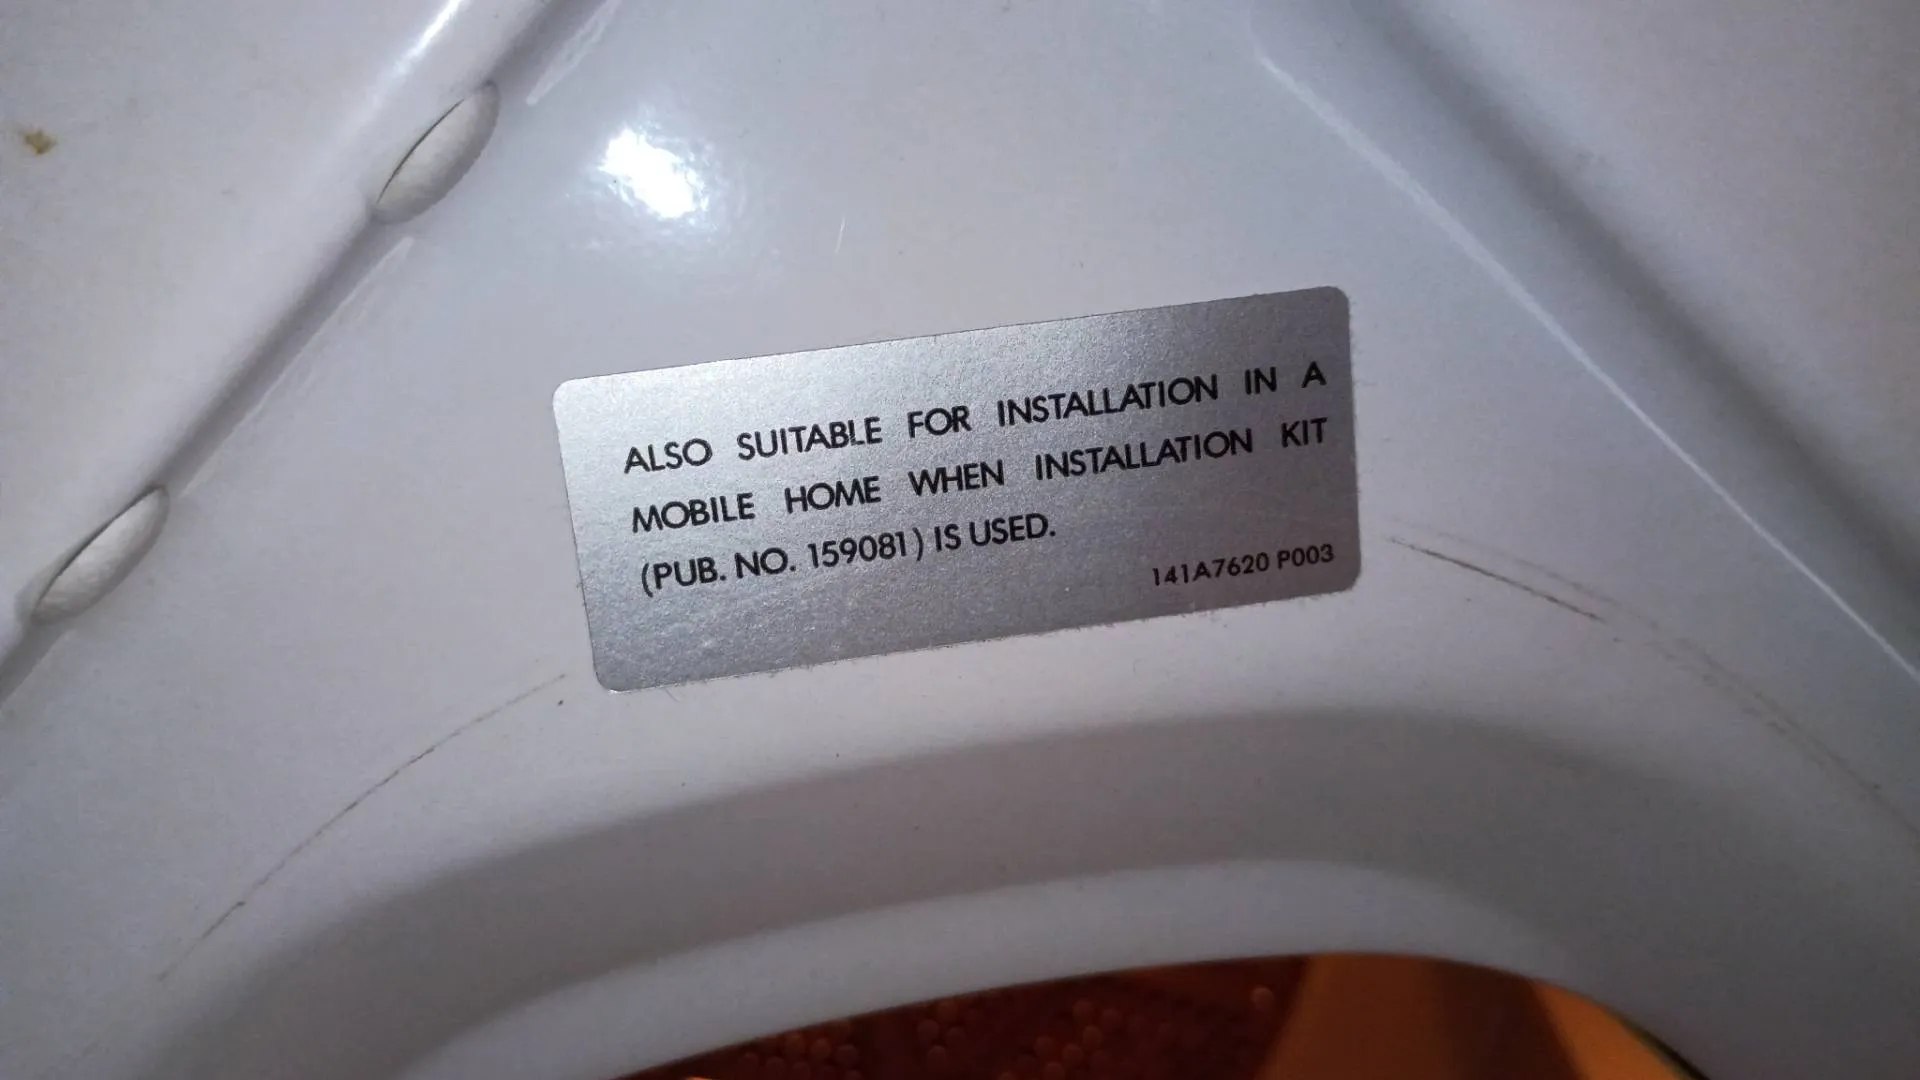 ALSO SUITABLE FOR INSTALLATION IN A
MOBILE HOME WHEN INSTALLATION KIT
(PUB. NO. 159081) IS USED.
141A7620 P003